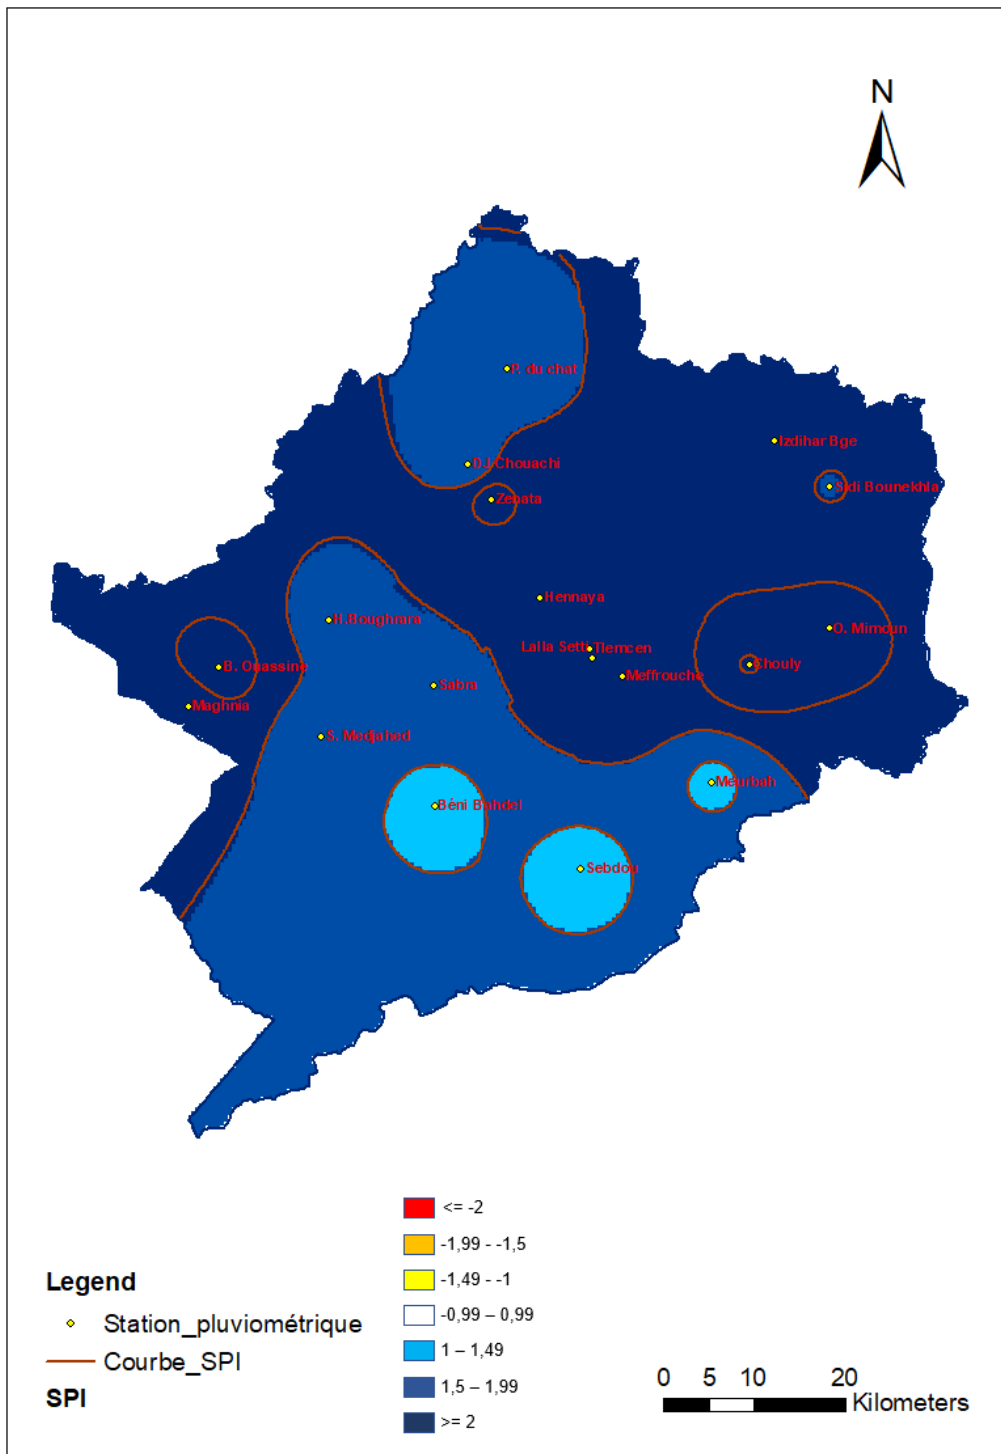 N
P. du chat
DJ Chouachi
Izdihar Bge
Sidi Bounekhla
Zenata
Hennaya
H.Boughrara
O. Mimoun
Lalla Setti Tlemcen
B. Ouassine
Chouly
Meffrouche
Sabra
Maghnia
S. Medjahed
Meurbah
Béni Bahdel
Sebdou
<= -2
-1,99 - -1,5
Legend
-1,49 - -1
Station_pluviométrique
-0,99 – 0,99
Courbe_SPI
1 – 1,49
SPI
1,5 – 1,99
>= 2
0 5 10 20
Kilometers